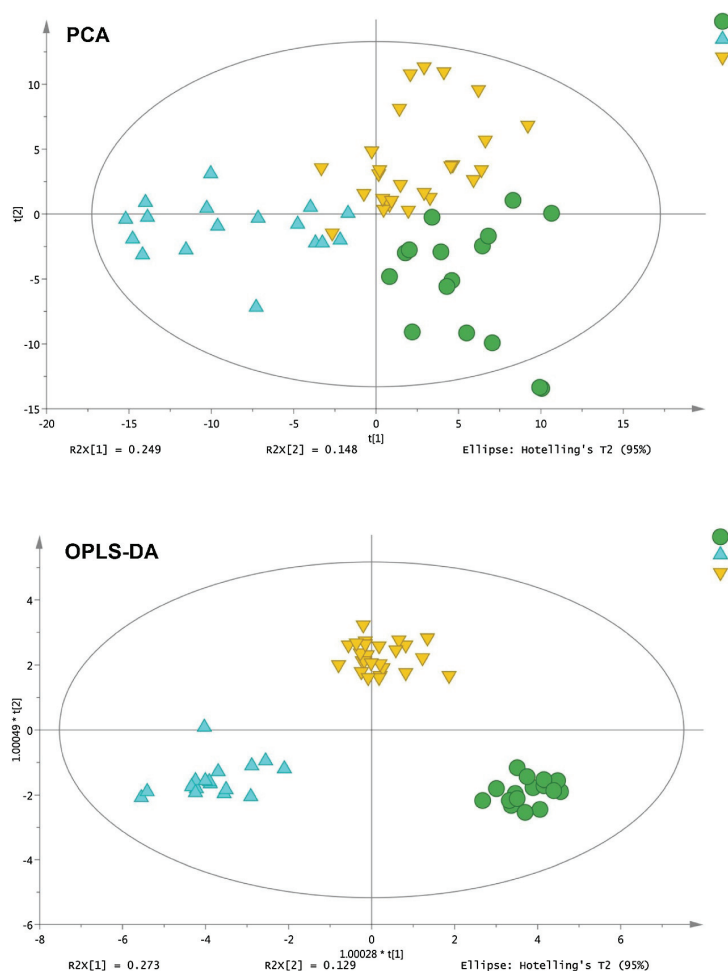 PCA
t[2]
10
5
0
-5
-10
-15
-20
-15
-10
-5
0
5
10
15
t[1]
R2X[1] = 0.249
R2X[2] = 0.148
Ellipse: Hotelling's T2 (95%)
OPLS-DA
1.00049 * t[2]
4
2
0
-2
-4
-6
-8
-6
-4
-2
0
2
4
6
1.00028 * t[1]
R2X[1] = 0.273
R2X[2] = 0.129
Ellipse: Hotelling's T2 (95%)